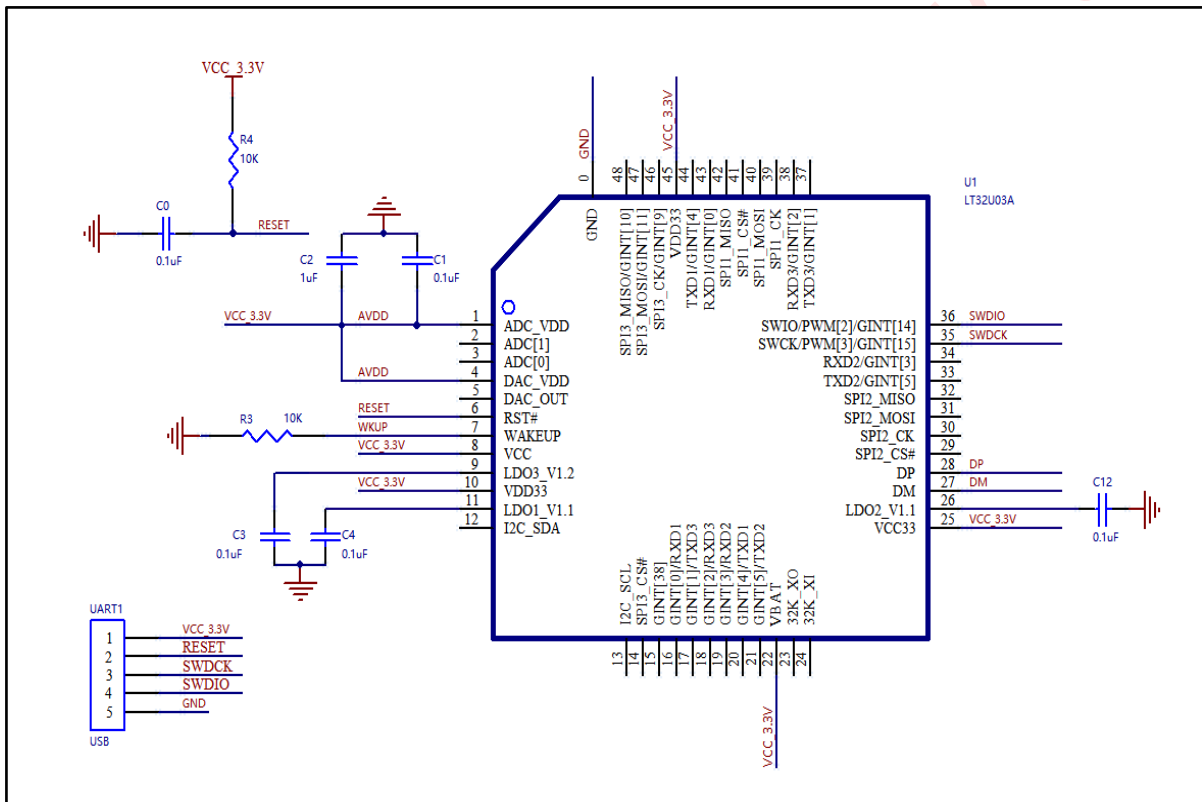 VCC_3.3V
R4
10K
C0
0.1uF
RESET
C2
1uF
C1
0.1uF
VCC_3.3V
AVDD
AVDD
RESET
R3
10K
WKUP
VCC_3.3V
VCC_3.3V
C3
0.1uF
C4
0.1uF
UART1
1 VCC_3.3V
2 RESET
3 SWDCK
4 SWDIO
5 GND
USB
U1
LT32U03A
GND
VCC_3.3V
0 GND
48 SPI3_MISO/GINT[10]
47 SPI3_MOSI/GINT[11]
46 SPI3_CK/GINT[9]
45 VDD33
44 TXD1/GINT[4]
43 RXD1/GINT[0]
42 SPI1_MISO
41 SPI1_CS#
40 SPI1_MOSI
39 SPI1_CK
38 RXD3/GINT[2]
37 TXD3/GINT[1]
1 ADC_VDD
2 ADC[1]
3 ADC[0]
4 DAC_VDD
5 DAC_OUT
6 RST#
7 WAKEUP
8 VCC
9 LDO3_V1.2
10 VDD33
11 LDO1_V1.1
12 I2C_SDA
SWIO/PWM[2]/GINT[14] 36 SWDIO
SWCK/PWM[3]/GINT[15] 35 SWDCK
RXD2/GINT[3] 34
TXD2/GINT[5] 33
SPI2_MISO 32
SPI2_MOSI 31
SPI2_CK 30
SPI2_CS# 29
DP 28 DP
DM 27 DM
LDO2_V1.1 26
VCC33 25 VCC_3.3V
C12
0.1uF
I2C_SCL 13
SPI3_CS# 14
GINT[38] 15
GINT[0]/RXD1 16
GINT[1]/TXD3 17
GINT[2]/RXD3 18
GINT[3]/RXD2 19
GINT[4]/TXD1 20
GINT[5]/TXD2 21
VBAT 22
32K_XO 23
32K_XI 24
VCC_3.3V